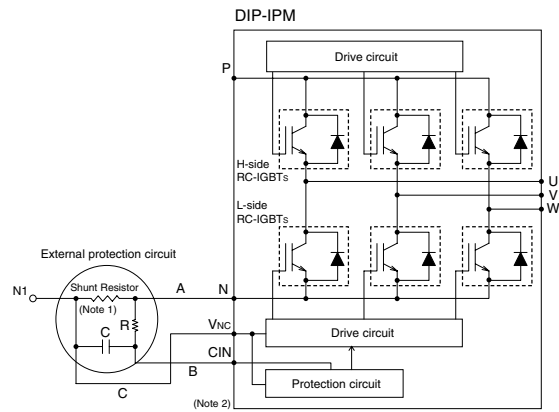 DIP-IPM
Drive circuit
P
H-side
RC-IGBTs
U
V
W
L-side
RC-IGBTs
External protection circuit
Shunt Resistor
(Note 1)
N1
A
N
R
C
VNC
Drive circuit
CIN
B
C
Protection circuit
(Note 2)